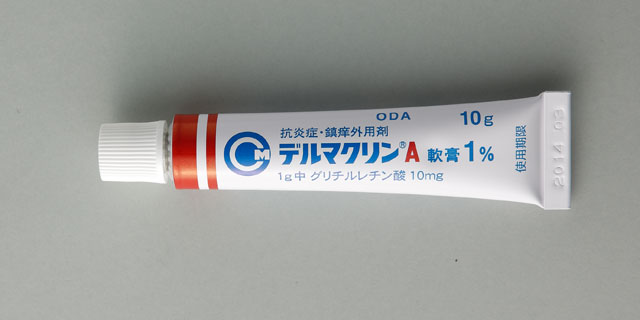 ODA 10g
抗炎症・鎮痒外用剤
GM デルマクリン®A 軟膏1%
1g中 グリチルレチン酸 10mg
使用期限
2014.03